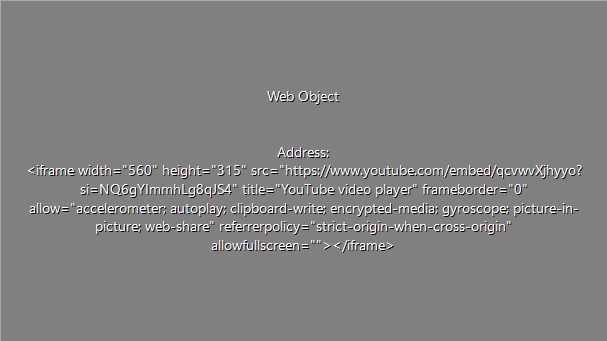 Web Object
Address:
<iframe width="560" height="315" src="https://www.youtube.com/embed/qcvwvXjhyyo?
si=NQ6gYImmhLg8qJS4" title="YouTube video player" frameborder="0"
allow="accelerometer; autoplay; clipboard-write; encrypted-media; gyroscope; picture-in-
picture; web-share" referrerpolicy="strict-origin-when-cross-origin"
allowfullscreen=""></iframe>